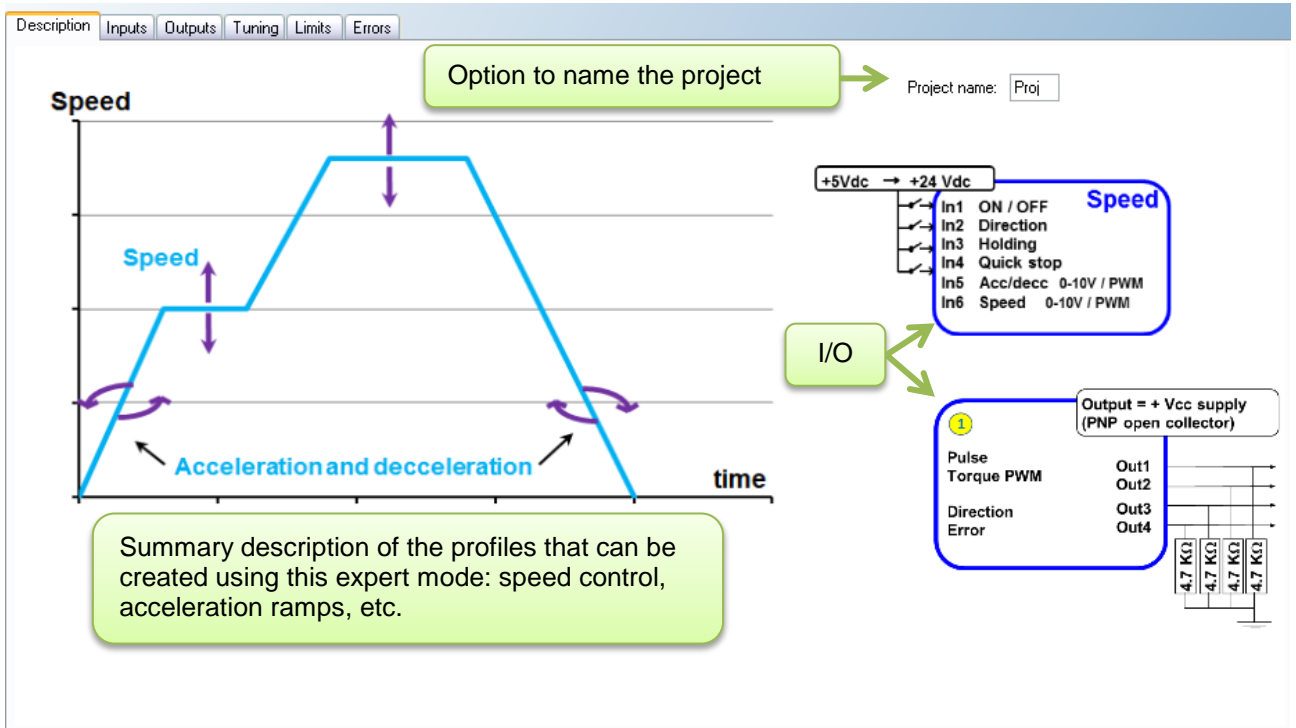 Description Inputs Outputs Tuning Limits Errors
Option to name the project
Project name: Proj
Speed
Speed
Acceleration and decceleration
time
Summary description of the profiles that can be
created using this expert mode: speed control,
acceleration ramps, etc.
+5Vdc → +24 Vdc
Speed
In1 ON / OFF
In2 Direction
In3 Holding
In4 Quick stop
In5 Acc/decc 0-10V / PWM
In6 Speed 0-10V / PWM
I/O
Output = + Vcc supply
(PNP open collector)
1
Pulse Out1
Torque PWM Out2
Direction Out3
Error Out4
4.7 KΩ
4.7 KΩ
4.7 KΩ
4.7 KΩ